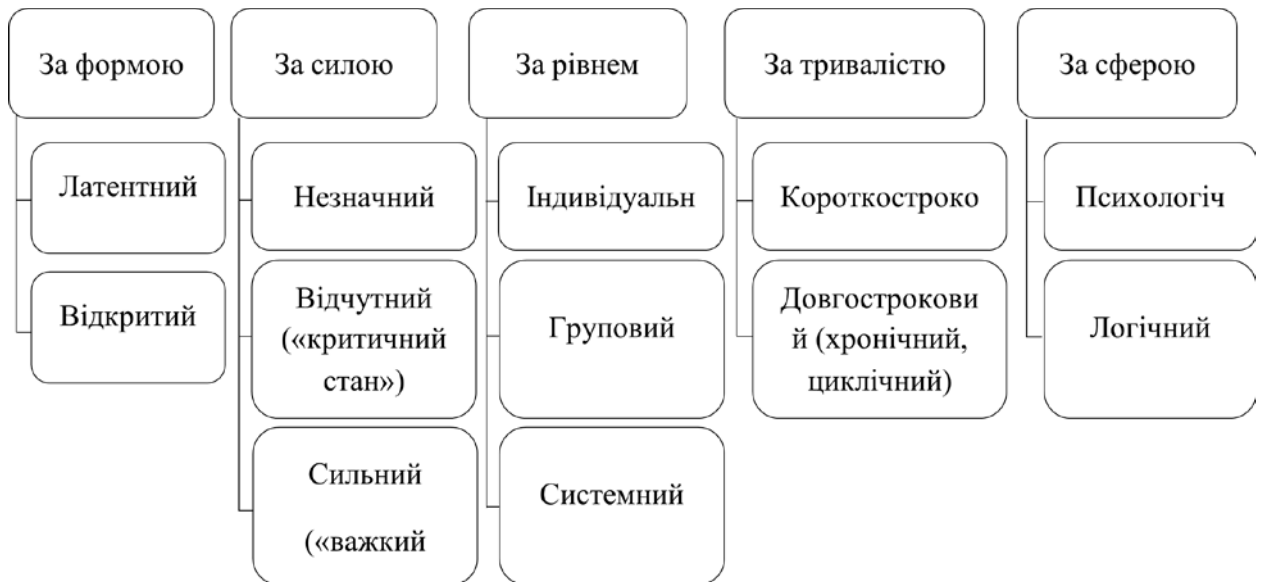 За формою
Латентний
Відкритий
За силою
Незначний
Відчутний
(«критичний
стан»)
Сильний
(«важкий
За рівнем
Індивідуальн
Груповий
Системний
За тривалістю
Короткостроко
Довгострокови
й (хронічний,
циклічний)
За сферою
Психологіч
Логічний